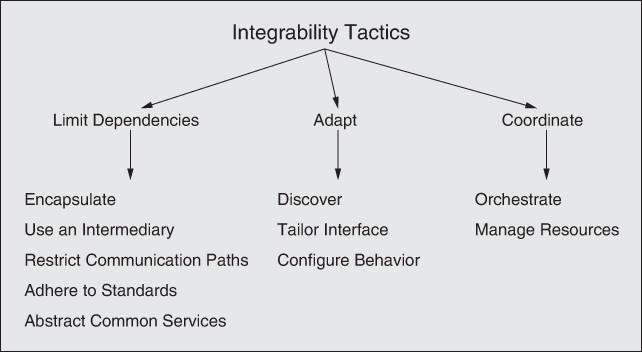 Integrability Tactics
Limit Dependencies
Adapt
Coordinate
Encapsulate
Use an Intermediary
Restrict Communication Paths
Adhere to Standards
Abstract Common Services
Discover
Tailor Interface
Configure Behavior
Orchestrate
Manage Resources